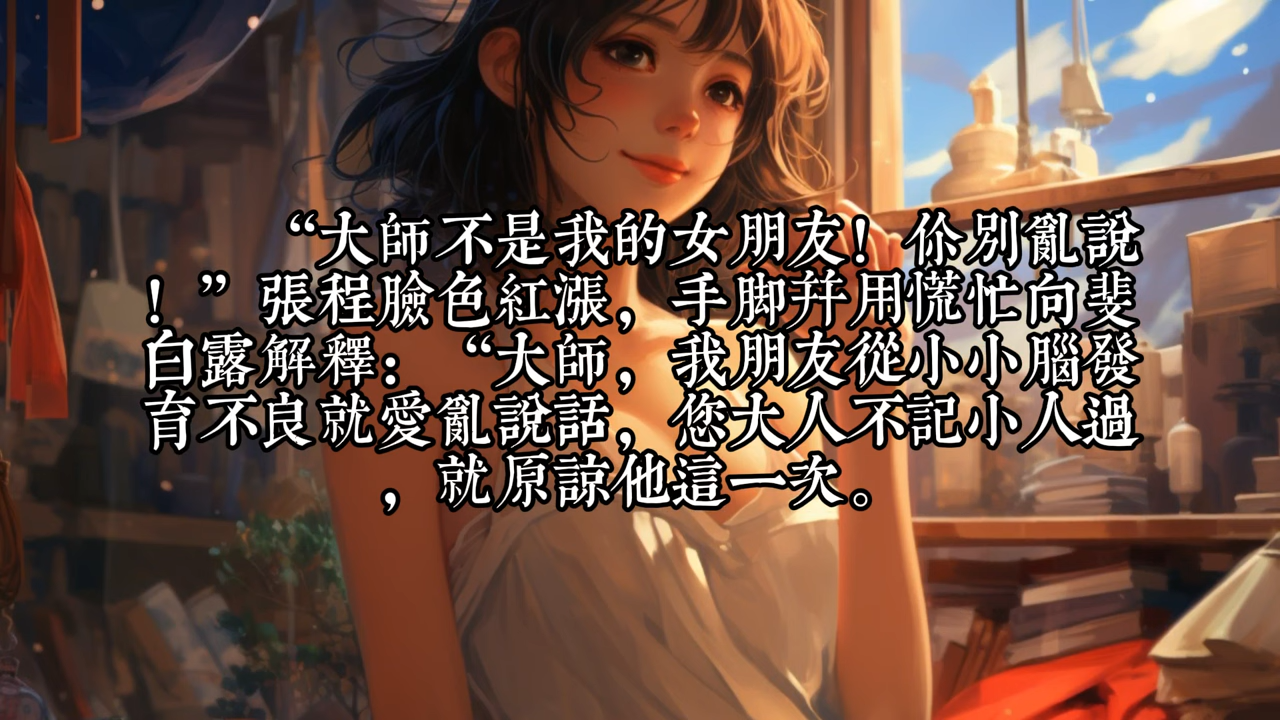 “大師不是我的女朋友！你別亂說
！”張程臉色紅漲，手脚并用慌忙向斐
白露解釋：“大師，我朋友從小小腦發
育不良就愛亂說話，您大人不記小人過
，就原諒他這一次。